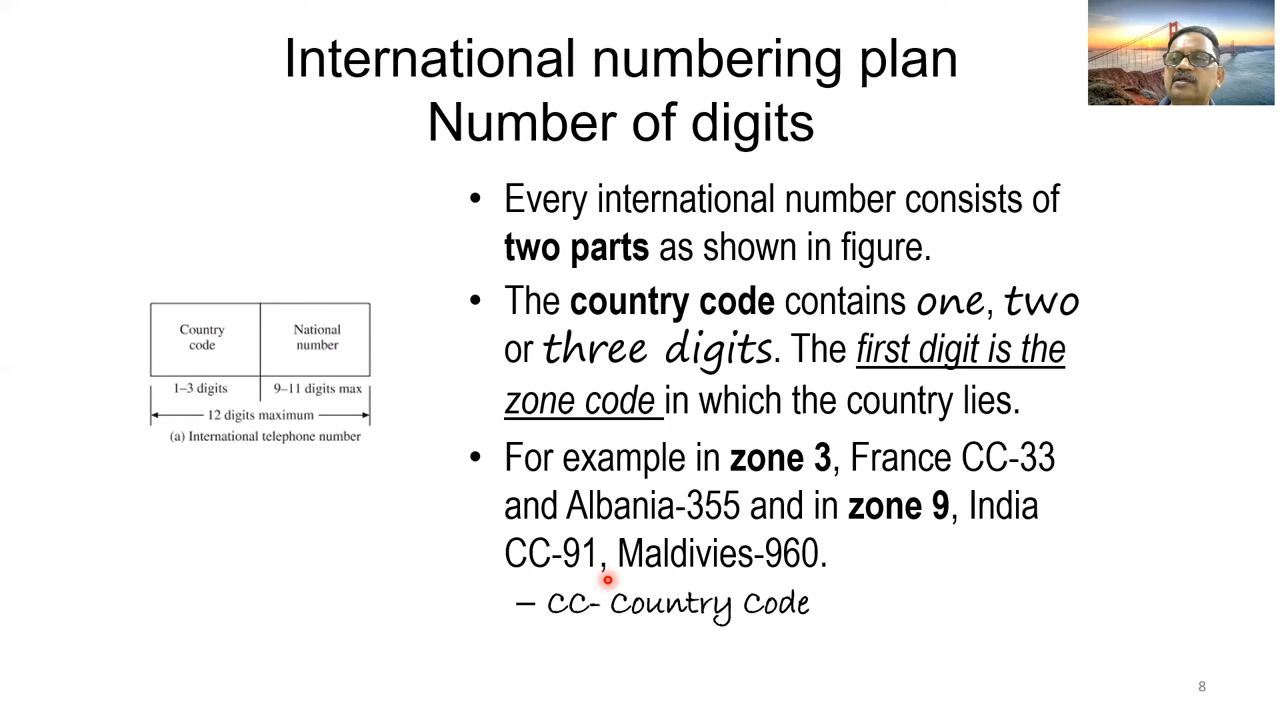 International numbering plan
Number of digits
• Every international number consists of
two parts as shown in figure.
• The country code contains one, two
or three digits. The first digit is the
zone code in which the country lies.
• For example in zone 3, France CC-33
and Albania-355 and in zone 9, India
CC-91, Maldivies-960.
– CC- Country Code
Country
code
National
number
1–3 digits
9–11 digits max
12 digits maximum
(a) International telephone number
8